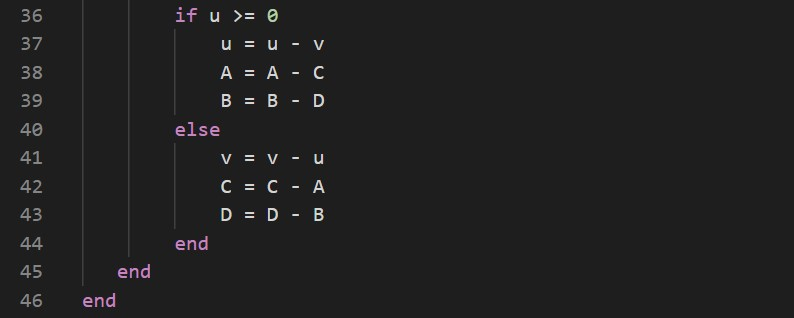 36 if u >= 0
37 u = u - v
38 A = A - C
39 B = B - D
40 else
41 v = v - u
42 C = C - A
43 D = D - B
44 end
45 end
46 end